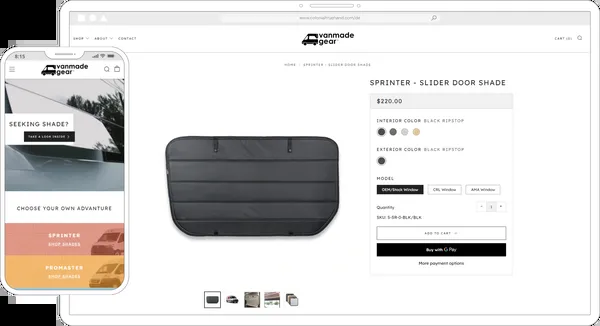 SHOP ABOUT CONTACT
vanmade
gear
CART (0)
HOME › SPRINTER - SLIDER DOOR SHADE
SPRINTER - SLIDER DOOR SHADE
$220.00
INTERIOR COLOR BLACK RIPSTOP
EXTERIOR COLOR BLACK RIPSTOP
MODEL
OEM/Stock Window CRL Window AMA Window
Quantity
- 1 +
SKU: S-DR-O-BLK/BLK.
ADD TO CART
Buy with G Pay
More payment options
8:15
vanmade
gear
SEEKING SHADE?
TAKE A LOOK INSIDE >
CHOOSE YOUR OWN ADVANTURE
SPRINTER
SHOP SHADES
PROMASTER
SHOP SHADES